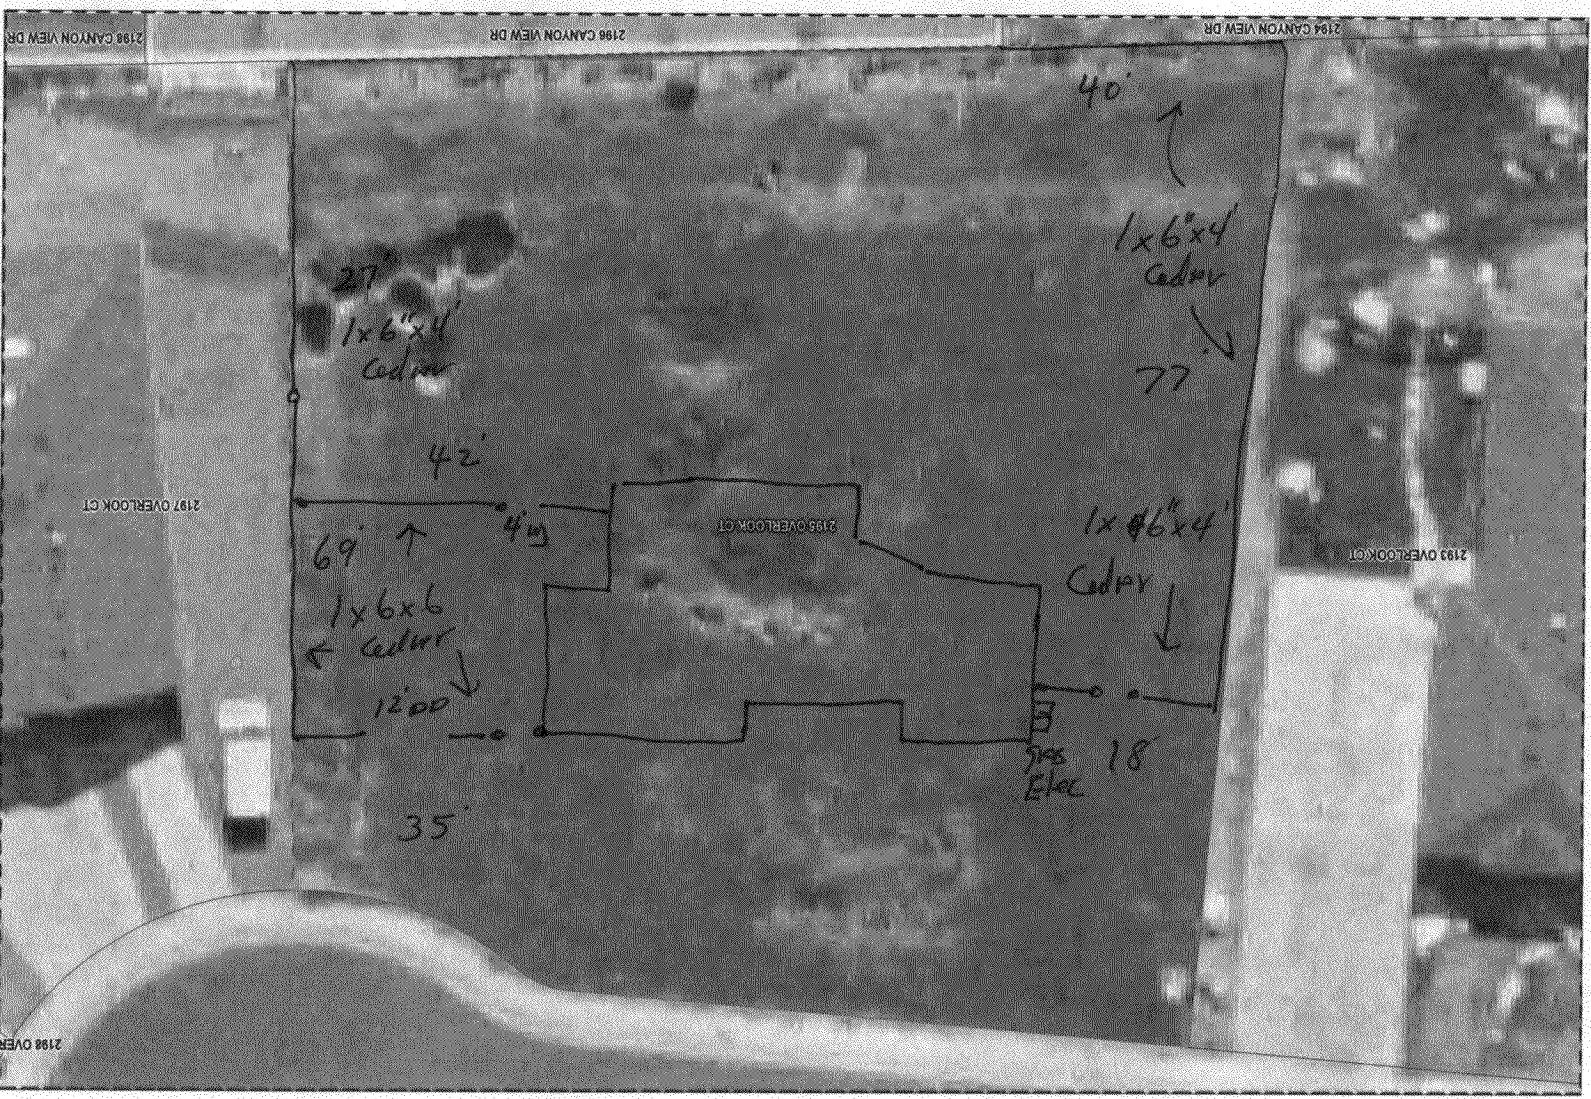 2198 CANYON VIEW DR
2196 CANYON VIEW DR
2194 CANYON VIEW DR
40'
1x6"x4'
Cedar
27'
1x6"x4'
Cedar
77
42'
2197 OVERLOOK CT
4'
2195 OVERLOOK CT
1x6"x4'
Cedar
2193 OVERLOOK CT
69'
1x6x6
Cedar
12'DD
gas
Elec
18'
35'
2198 OVER